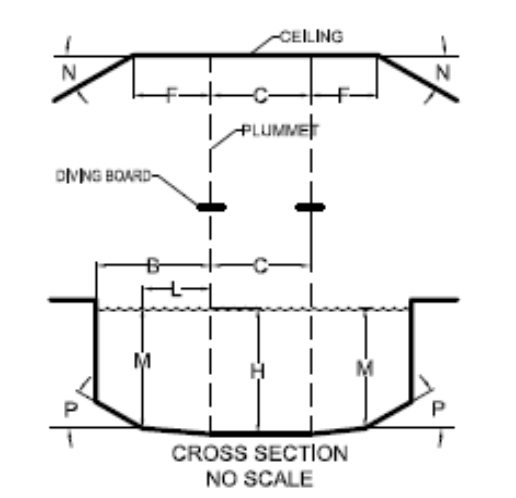 CEILING
N
N
F
C
F
PLUMMET
DIVING BOARD
B
C
L
M
H
M
P
P
CROSS SECTION
NO SCALE